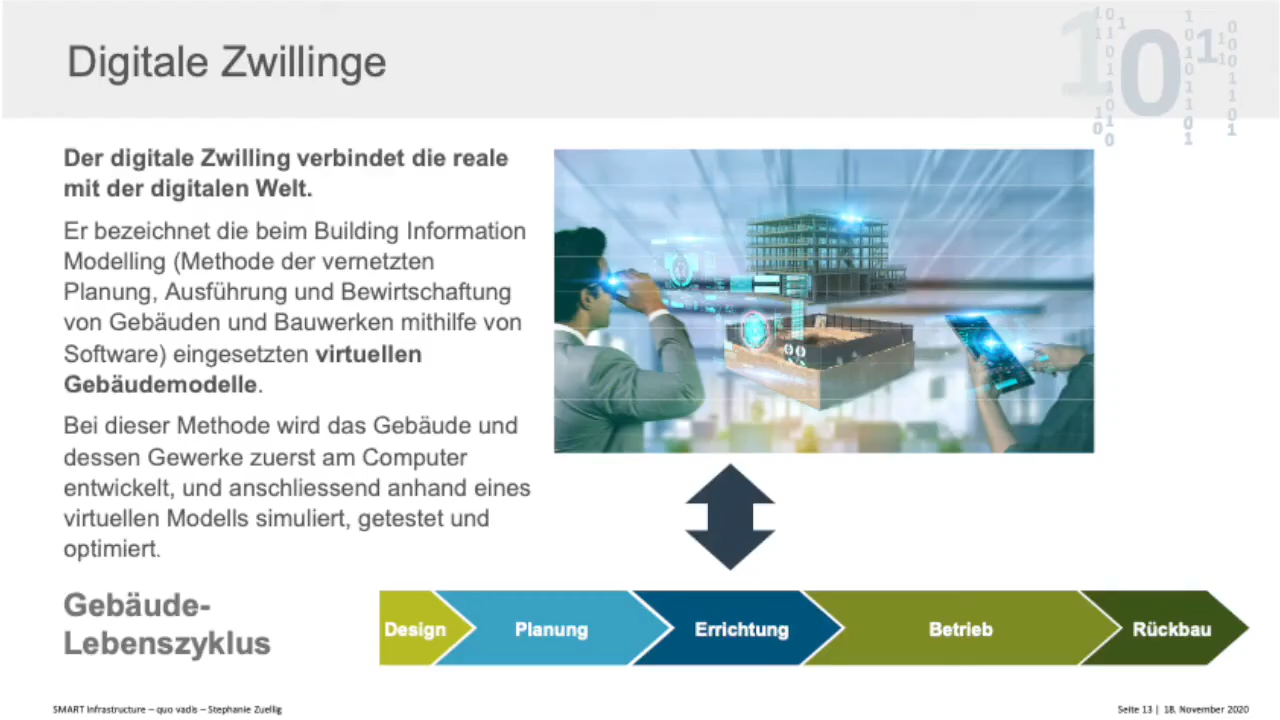 Digitale Zwillinge
Der digitale Zwilling verbindet die reale
mit der digitalen Welt.
Er bezeichnet die beim Building Information
Modelling (Methode der vernetzten
Planung, Ausführung und Bewirtschaftung
von Gebäuden und Bauwerken mithilfe von
Software) eingesetzten virtuellen
Gebäudemodelle.
Bei dieser Methode wird das Gebäude und
dessen Gewerke zuerst am Computer
entwickelt, und anschliessend anhand eines
virtuellen Modells simuliert, getestet und
optimiert.
Gebäude-
Lebenszyklus
Design
Planung
Errichtung
Betrieb
Rückbau
SMART Infrastructure – quo vadis – Stephanie Zuellig
Seite 13 | 18. November 2020